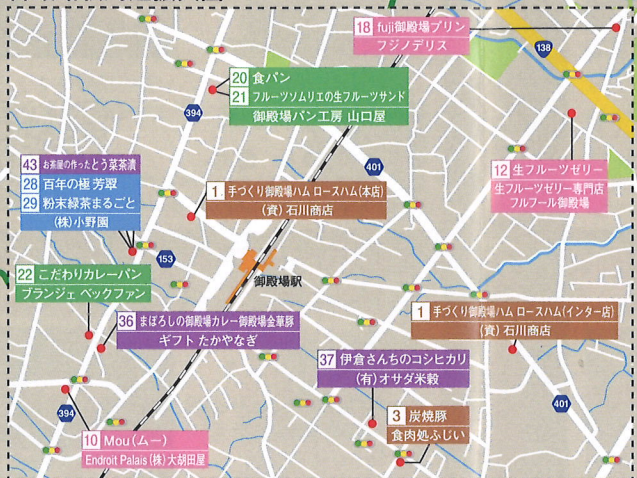 18 fuji御殿場プリン
フジノデリス
138
20 食パン
21 フルーツソムリエの生フルーツサンド
御殿場パン工房 山口屋
394
401
43 お茶屋の作ったとう菜茶漬
28 百年の極 芳翠
29 粉末緑茶まるごと
(株)小野園
12 生フルーツゼリー
生フルーツゼリー専門店
フルフール御殿場
1 手づくり御殿場ハム ロースハム(本店)
(資)石川商店
153
御殿場駅
22 こだわりカレーパン
ブランジェ ベックファン
36 まぼろしの御殿場カレー御殿場金華豚
ギフト たかやなぎ
1 手づくり御殿場ハム ロースハム(インター店)
(資)石川商店
37 伊倉さんちのコシヒカリ
(有)オサダ米穀
3 炭焼豚
食肉処ふじい
401
394
10 Mou(ムー)
Endroit Palais(株)大胡田屋